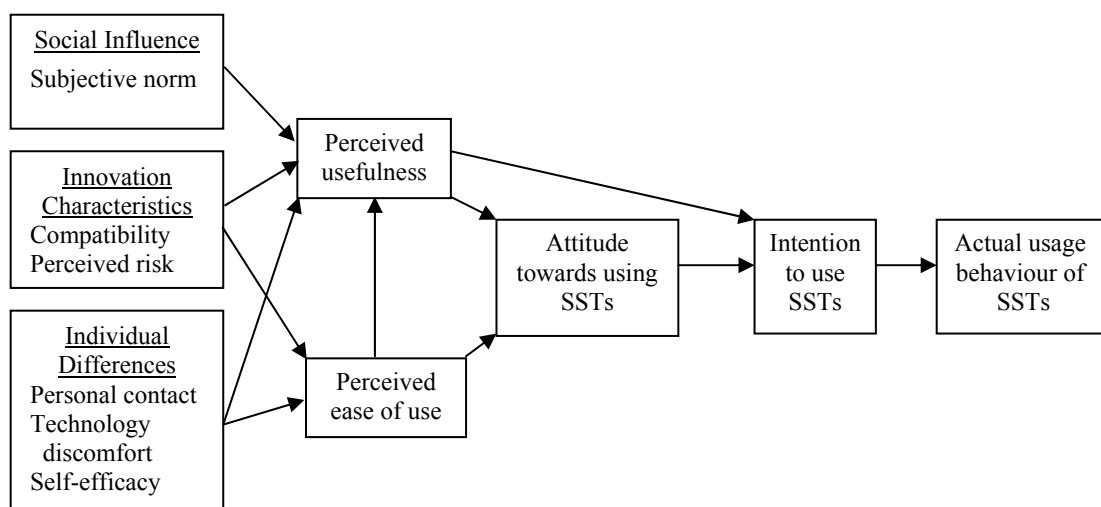 Social Influence
Subjective norm
Innovation
Characteristics
Compatibility
Perceived risk
Individual
Differences
Personal contact
Technology
discomfort
Self-efficacy
Perceived
usefulness
Perceived
ease of use
Attitude
towards using
SSTs
Intention
to use
SSTs
Actual usage
behaviour of
SSTs